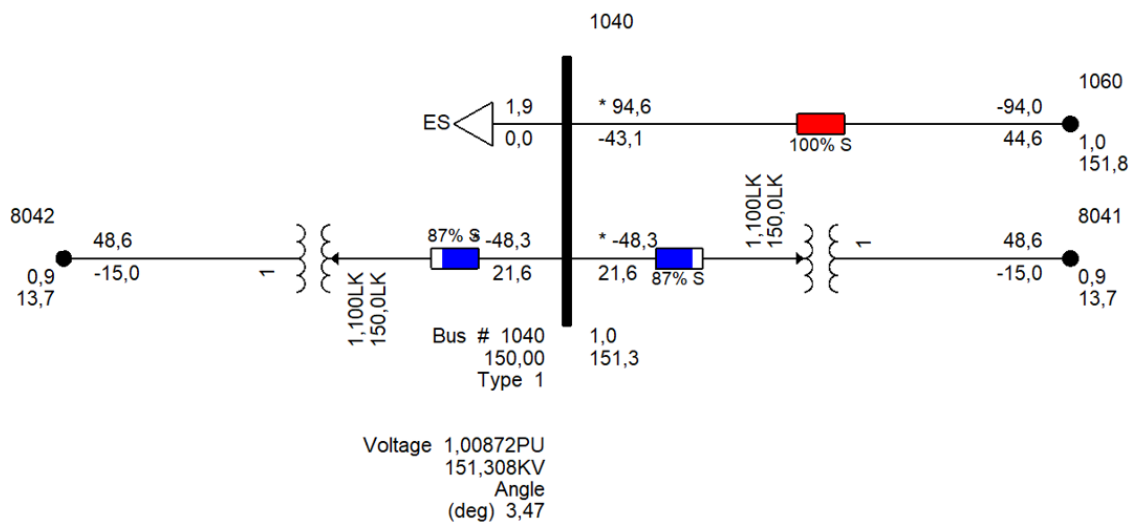 1040
1060
ES
1,9
0,0
* 94,6
-43,1
100% S
-94,0
44,6
1,0
151,8
8042
48,6
-15,0
0,9
13,7
1
1,100LK
150,0LK
87% S
* -48,3
21,6
* -48,3
21,6
87% S
1,100LK
150,0LK
1
8041
48,6
-15,0
0,9
13,7
Bus # 1040
150,00
Type 1
1,0
151,3
Voltage 1,00872PU
151,308KV
Angle
(deg) 3,47